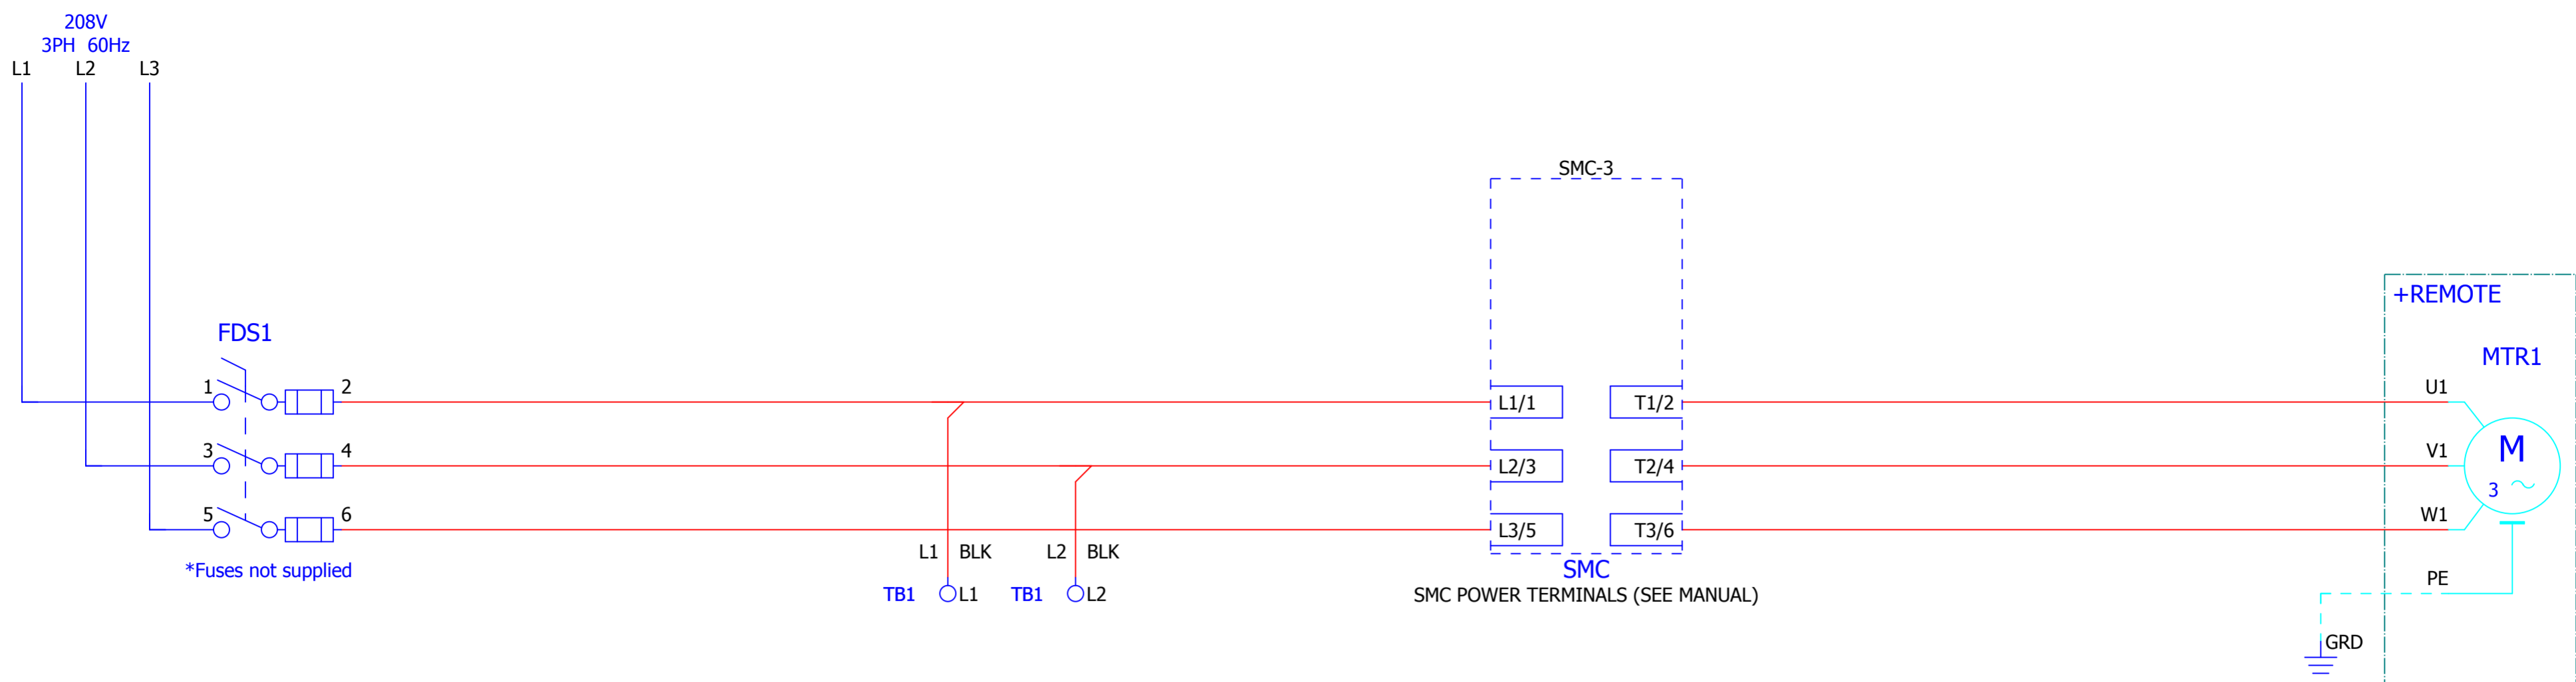 208V
3PH 60Hz
L1 L2 L3
SMC-3
+REMOTE
FDS1
MTR1
1 2 L1/1 T1/2 U1
3 4 L2/3 T2/4 V1 M
3
5 6 L3/5 T3/6 W1
L1 BLK L2 BLK
*Fuses not supplied
SMC
PE
TB1 L1 TB1 L2
SMC POWER TERMINALS (SEE MANUAL)
GRD